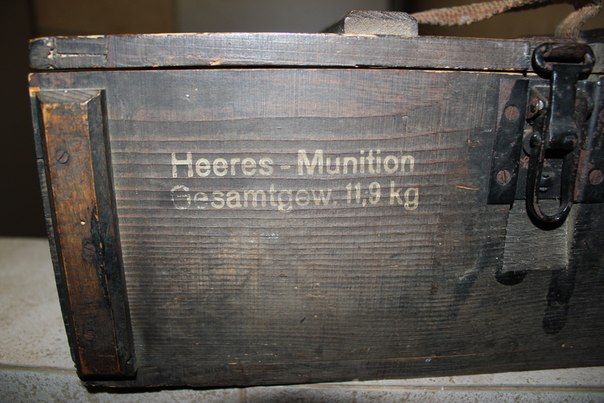 Heeres - Munition
Gesamtgew. 11,9 kg